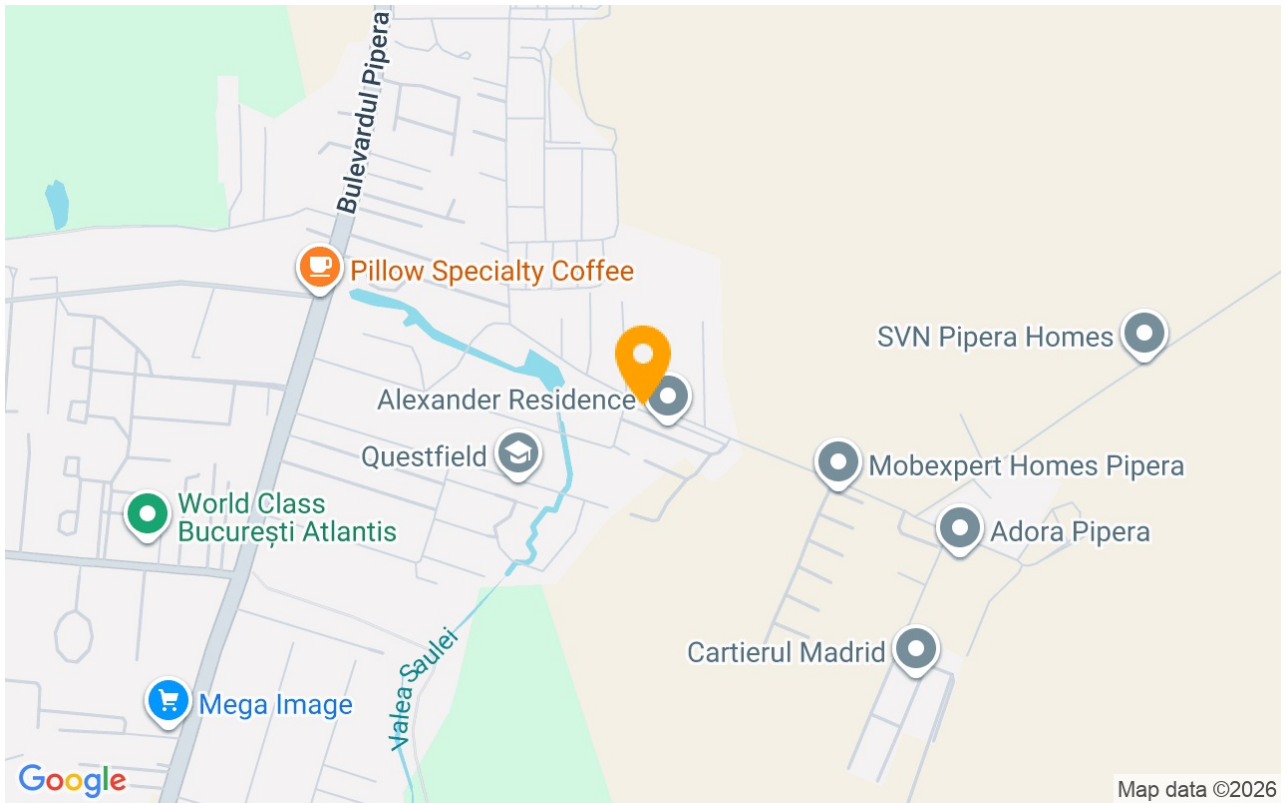 Bulevardul Pipera
Pillow Specialty Coffee
SVN Pipera Homes
Alexander Residence
Questfield
Mobexpert Homes Pipera
World Class
București Atlantis
Adora Pipera
Cartierul Madrid
Valea Saulei
Mega Image
Google
Map data ©2026